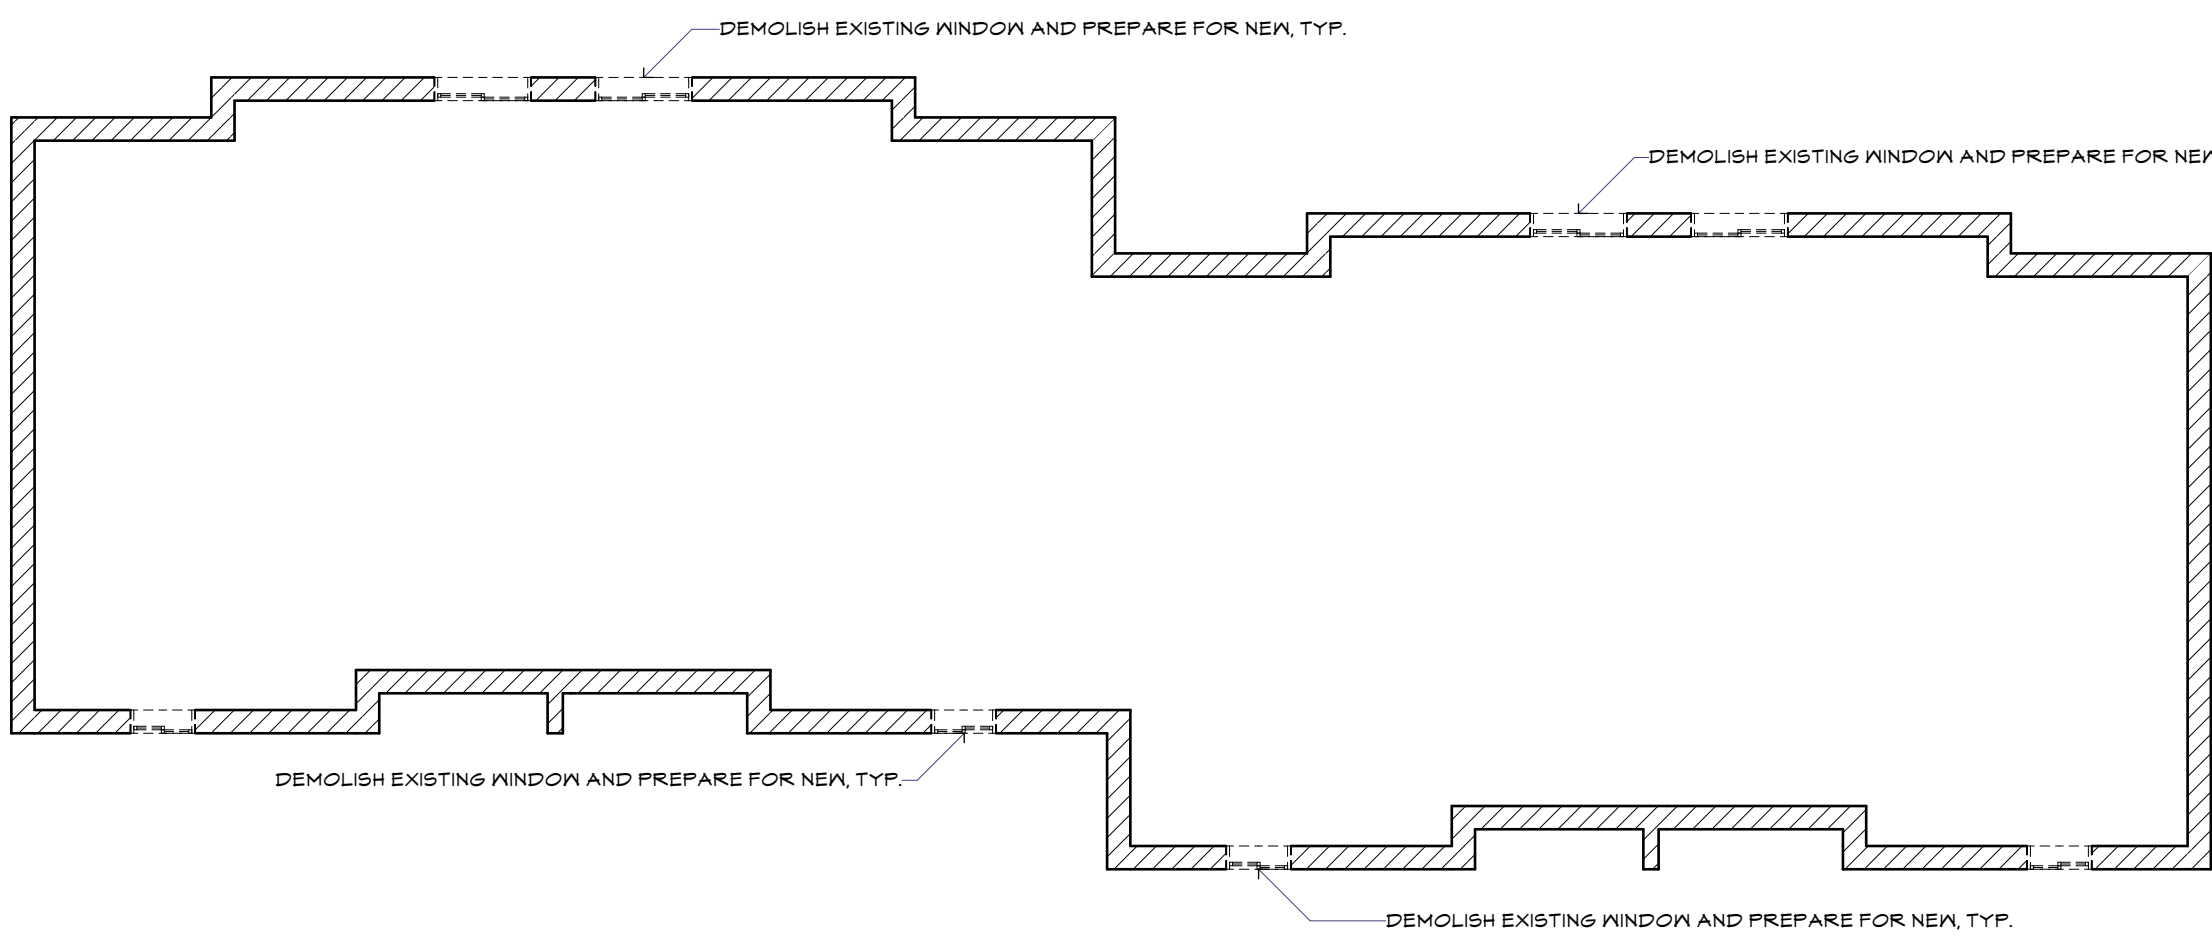 DEMOLISH EXISTING WINDOW AND PREPARE FOR NEW, TYP.
DEMOLISH EXISTING WINDOW AND PREPARE FOR NEW
DEMOLISH EXISTING WINDOW AND PREPARE FOR NEW, TYP.
DEMOLISH EXISTING WINDOW AND PREPARE FOR NEW, TYP.